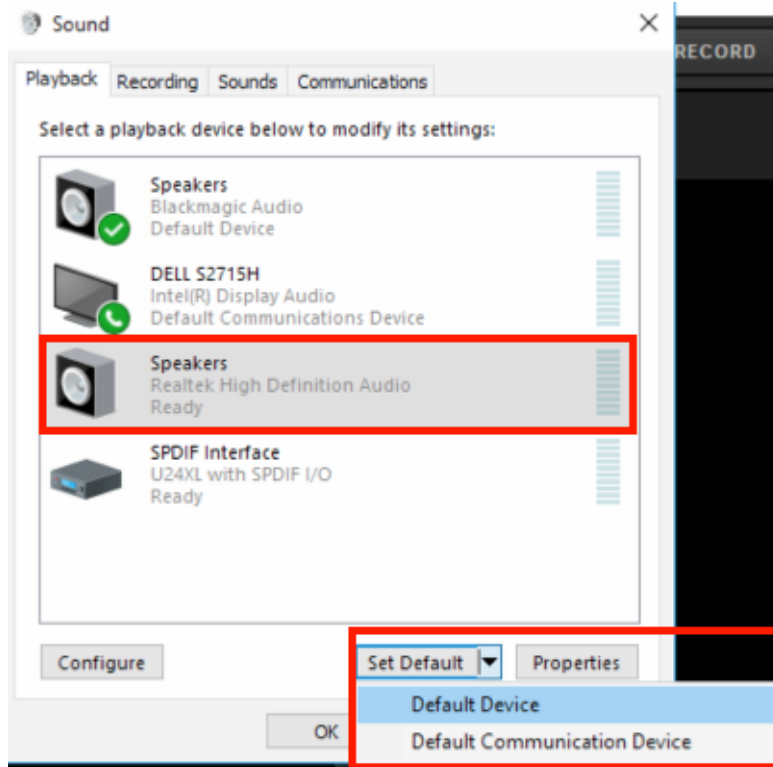 Sound
RECORD
Playback Recording Sounds Communications
Select a playback device below to modify its settings:
Speakers
Blackmagic Audio
Default Device
DELL S2715H
Intel(R) Display Audio
Default Communications Device
Speakers
Realtek High Definition Audio
Ready
SPDIF Interface
U24XL with SPDIF I/O
Ready
Configure Set Default Properties
Default Device
OK
Default Communication Device